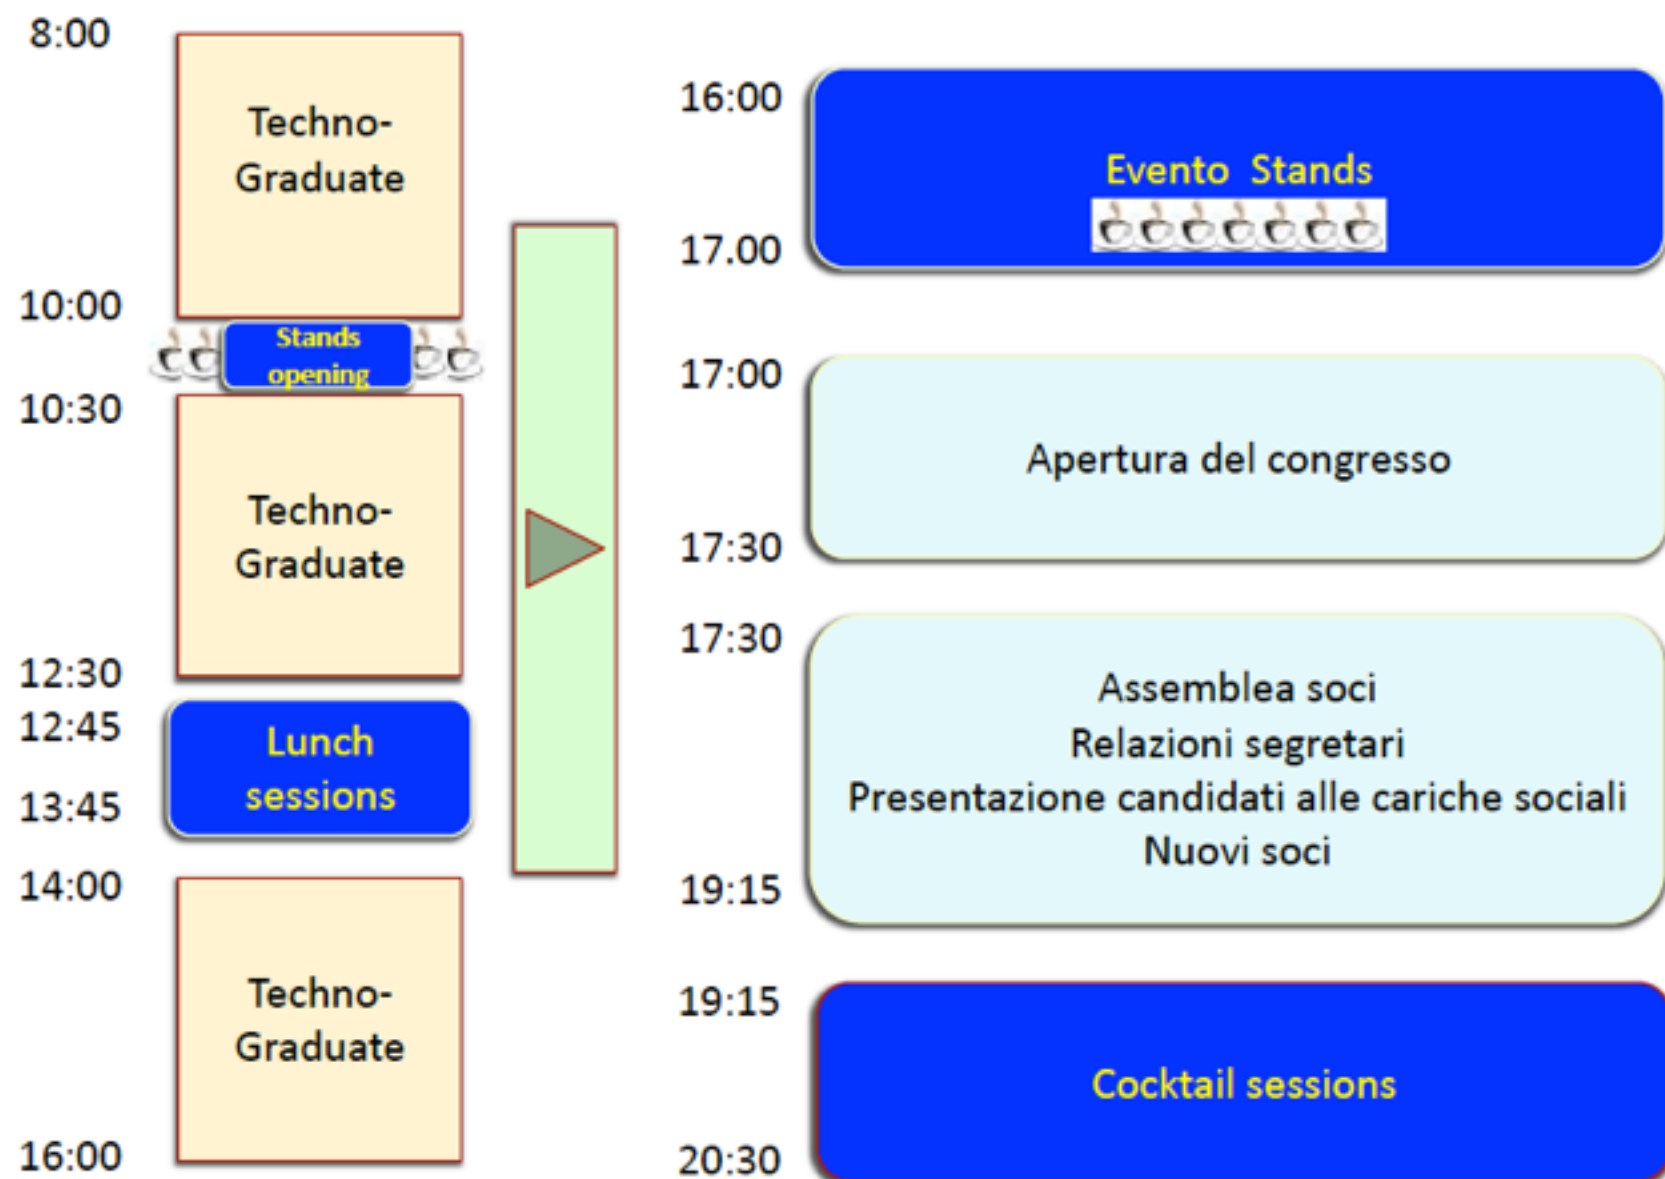 8:00
Techno-
Graduate
10:00
Stands
opening
10:30
Techno-
Graduate
12:30
12:45
Lunch
sessions
13:45
14:00
Techno-
Graduate
16:00
16:00
Evento Stands
17.00
17:00
Apertura del congresso
17:30
17:30
Assemblea soci
Relazioni segretari
Presentazione candidati alle cariche sociali
Nuovi soci
19:15
19:15
Cocktail sessions
20:30